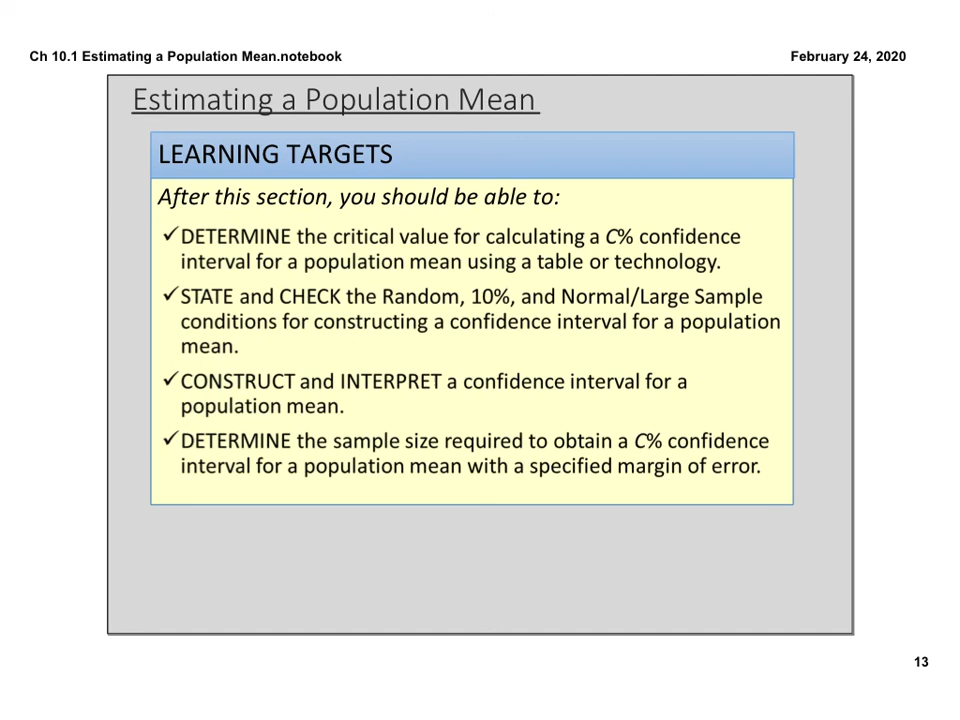 Ch 10.1 Estimating a Population Mean.notebook
February 24, 2020
Estimating a Population Mean
LEARNING TARGETS
After this section, you should be able to:
✓DETERMINE the critical value for calculating a C% confidence
interval for a population mean using a table or technology.
✓STATE and CHECK the Random, 10%, and Normal/Large Sample
conditions for constructing a confidence interval for a population
mean.
✓CONSTRUCT and INTERPRET a confidence interval for a
population mean.
✓DETERMINE the sample size required to obtain a C% confidence
interval for a population mean with a specified margin of error.
13